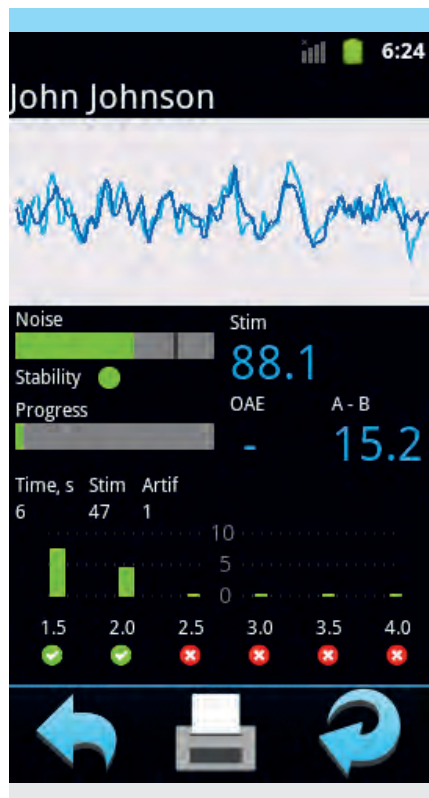 6:24
John Johnson
Noise
Stim
88.1
Stability
Progress
OAE A - B
- 15.2
Time, s Stim Artif
6 47 1
10
5
0
1.5 2.0 2.5 3.0 3.5 4.0